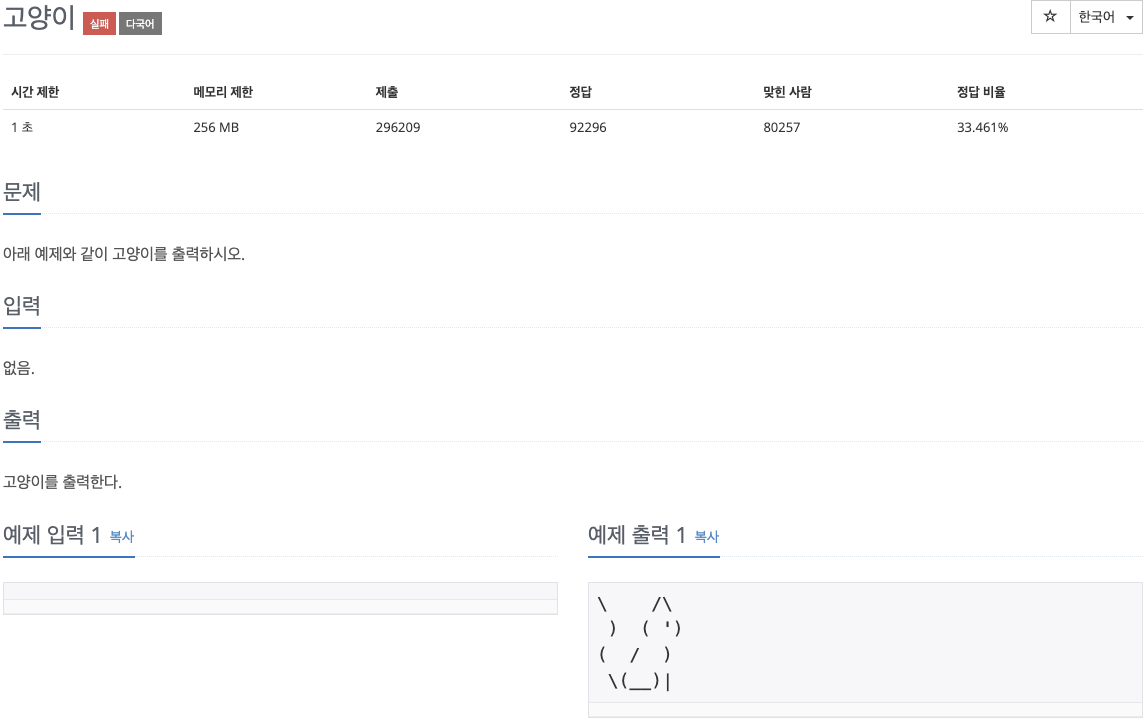 고양이 실패 다국어 ☆ 한국어
시간 제한 메모리 제한 제출 정답 맞힌 사람 정답 비율
1 초 256 MB 296209 92296 80257 33.461%
문제
아래 예제와 같이 고양이를 출력하시오.
입력
없음.
출력
고양이를 출력한다.
예제 입력 1 복사
예제 출력 1 복사
\    /\
 )  ( ')
(  /  )
 \(__)|